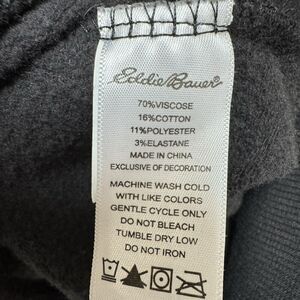 Eddie Bauer®
70%VISCOSE
16%COTTON
11%POLYESTER
3%ELASTANE
MADE IN CHINA
EXCLUSIVE OF DECORATION
MACHINE WASH COLD
WITH LIKE COLORS
GENTLE CYCLE ONLY
DO NOT BLEACH
TUMBLE DRY LOW
DO NOT IRON